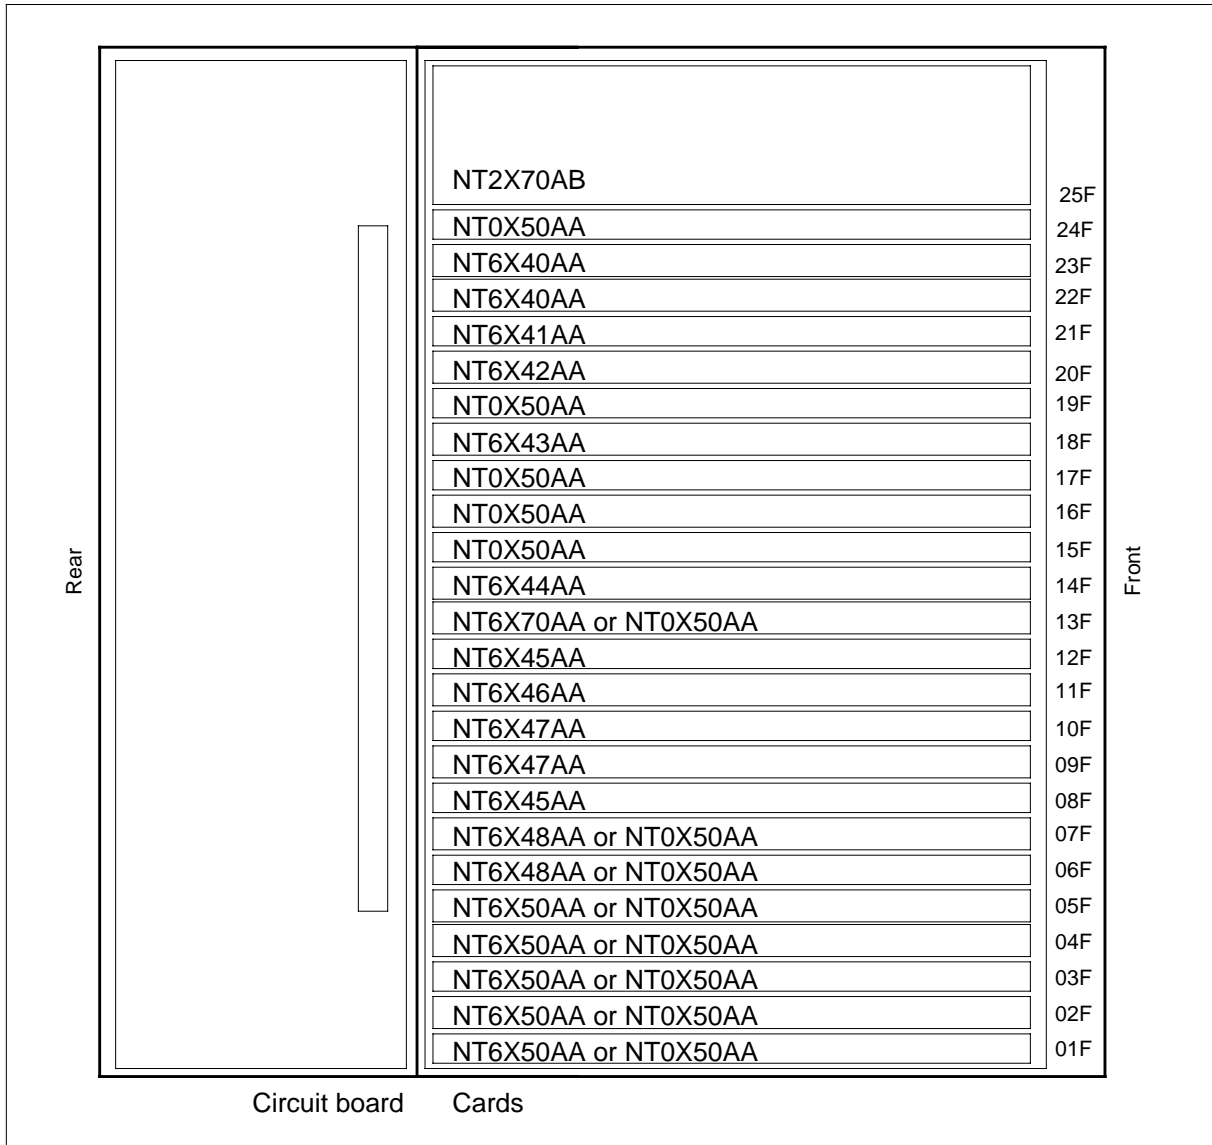 NT2X70AB 25F
NT0X50AA 24F
NT6X40AA 23F
NT6X40AA 22F
NT6X41AA 21F
NT6X42AA 20F
NT0X50AA 19F
NT6X43AA 18F
NT0X50AA 17F
NT0X50AA 16F
NT0X50AA 15F
NT6X44AA 14F
NT6X70AA or NT0X50AA 13F
NT6X45AA 12F
NT6X46AA 11F
NT6X47AA 10F
NT6X47AA 09F
NT6X45AA 08F
NT6X48AA or NT0X50AA 07F
NT6X48AA or NT0X50AA 06F
NT6X50AA or NT0X50AA 05F
NT6X50AA or NT0X50AA 04F
NT6X50AA or NT0X50AA 03F
NT6X50AA or NT0X50AA 02F
NT6X50AA or NT0X50AA 01F
Rear
Front
Circuit board Cards